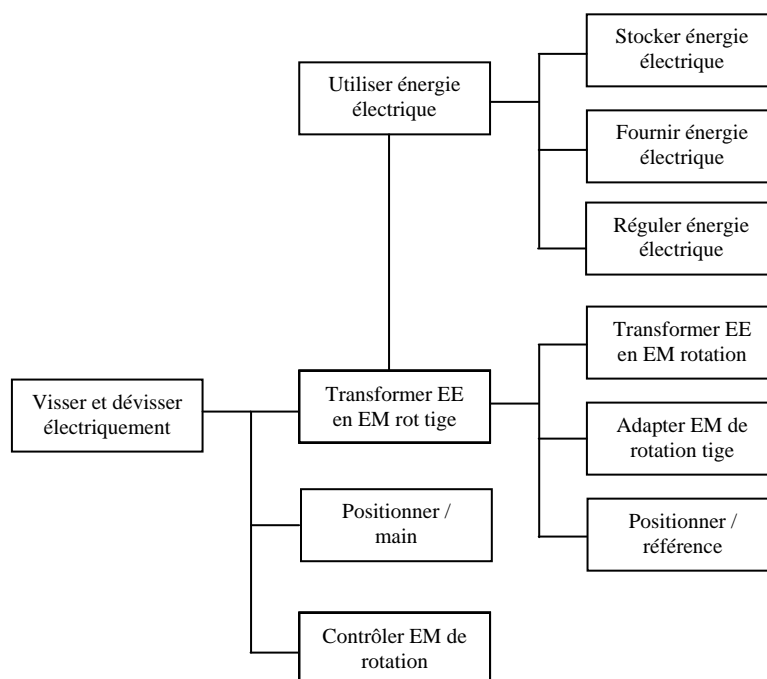 Stocker énergie
électrique
Utiliser énergie
électrique
Fournir énergie
électrique
Réguler énergie
électrique
Transformer EE
en EM rotation
Visser et dévisser
électriquement
Transformer EE
en EM rot tige
Adapter EM de
rotation tige
Positionner /
main
Positionner /
référence
Contrôler EM de
rotation